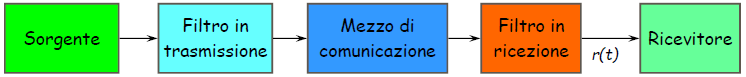 Sorgente
Filtro in
trasmissione
Mezzo di
comunicazione
Filtro in
ricezione
r(t)
Ricevitore